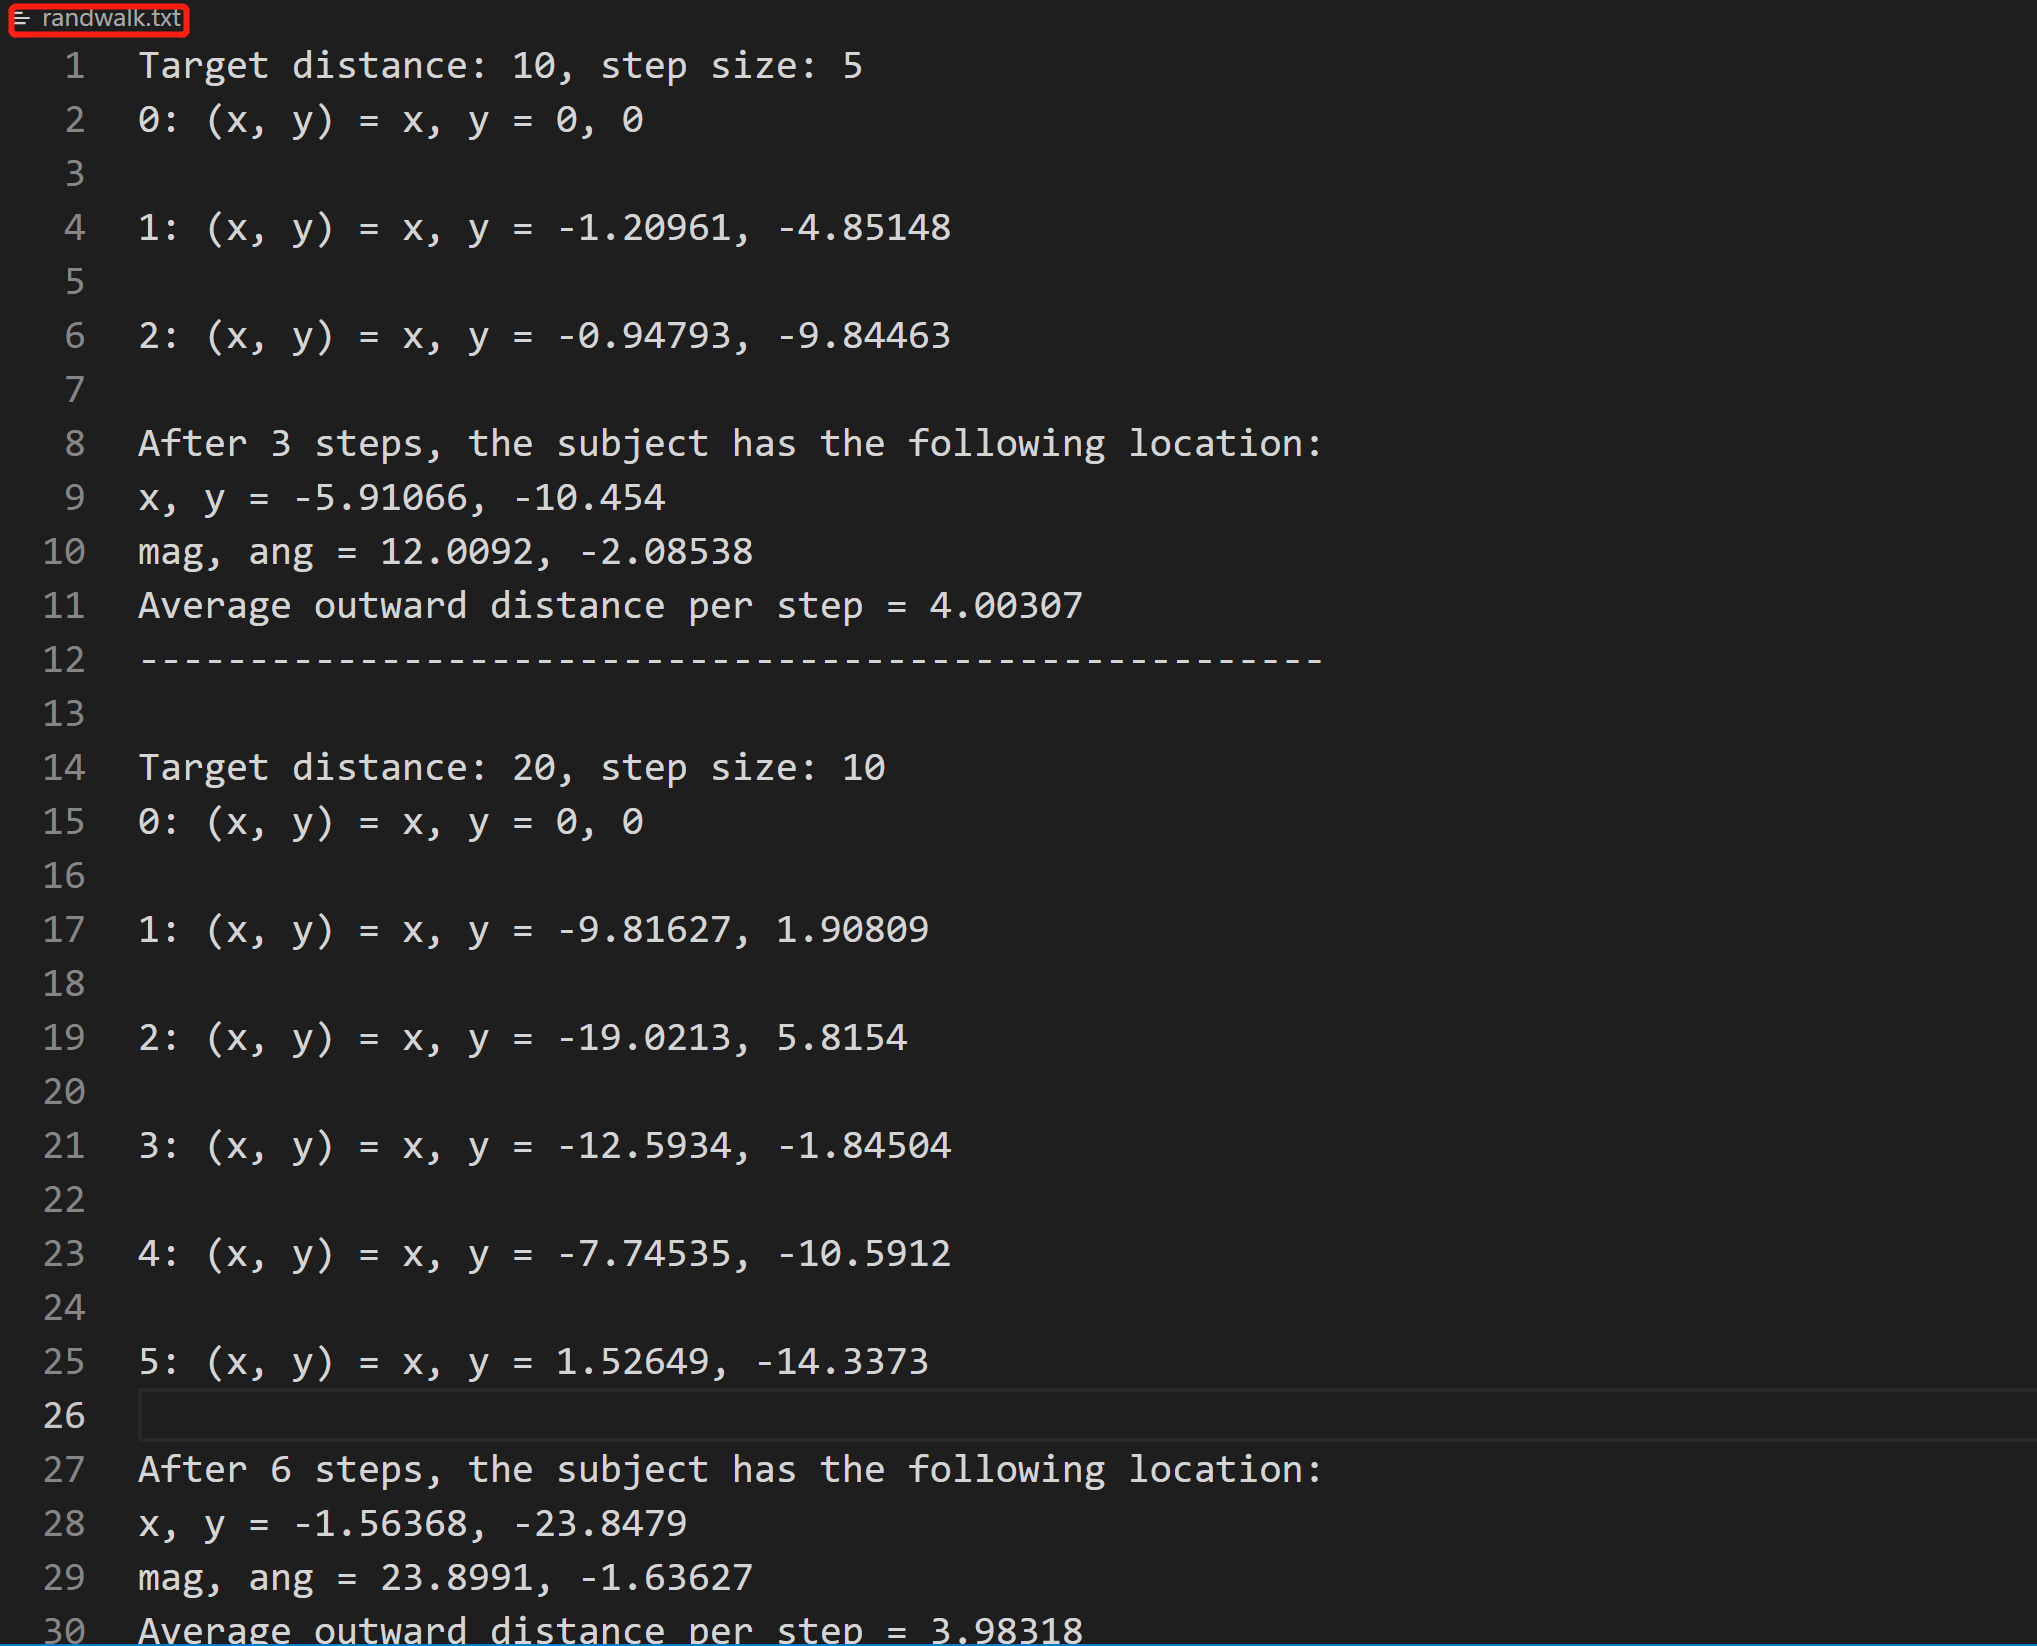 randwalk.txt
1 Target distance: 10, step size: 5
2 0: (x, y) = x, y = 0, 0
3
4 1: (x, y) = x, y = -1.20961, -4.85148
5
6 2: (x, y) = x, y = -0.94793, -9.84463
7
8 After 3 steps, the subject has the following location:
9 x, y = -5.91066, -10.454
10 mag, ang = 12.0092, -2.08538
11 Average outward distance per step = 4.00307
12 ------------------------------------------------------
13
14 Target distance: 20, step size: 10
15 0: (x, y) = x, y = 0, 0
16
17 1: (x, y) = x, y = -9.81627, 1.90809
18
19 2: (x, y) = x, y = -19.0213, 5.8154
20
21 3: (x, y) = x, y = -12.5934, -1.84504
22
23 4: (x, y) = x, y = -7.74535, -10.5912
24
25 5: (x, y) = x, y = 1.52649, -14.3373
26
27 After 6 steps, the subject has the following location:
28 x, y = -1.56368, -23.8479
29 mag, ang = 23.8991, -1.63627
30 Average outward distance per step = 3.98318